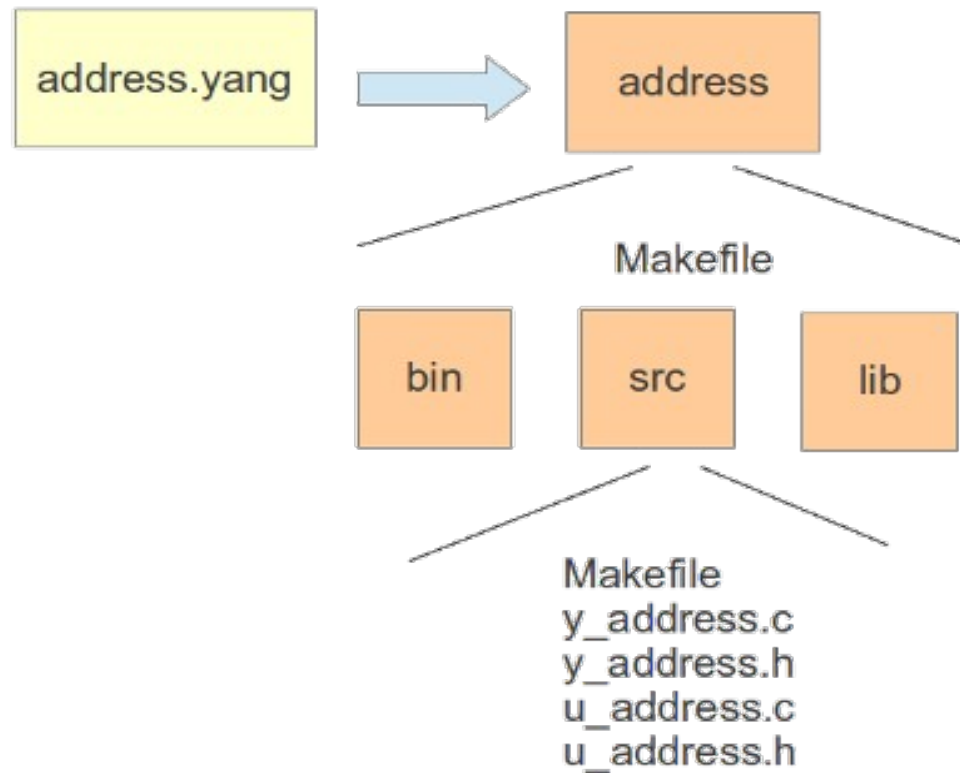 address.yang
address
Makefile
bin
src
lib
Makefile
y_address.c
y_address.h
u_address.c
u_address.h